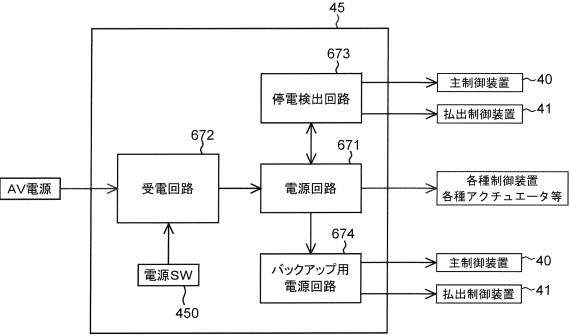 45
673
停電検出回路
主制御装置
40
払出制御装置
41
672
671
AV電源
受電回路
電源回路
各種制御装置
各種アクチュエータ等
674
電源SW
450
バックアップ用
電源回路
主制御装置
40
払出制御装置
41